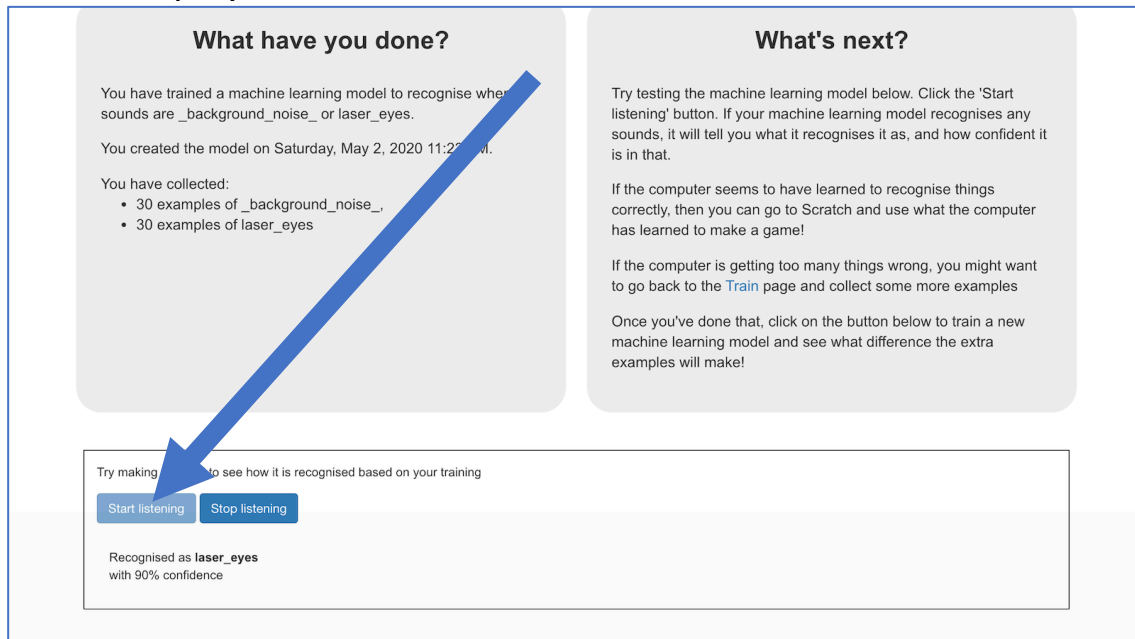 What have you done?
You have trained a machine learning model to recognise when
sounds are _background_noise_ or laser_eyes.
You created the model on Saturday, May 2, 2020 M.
You have collected:
• 30 examples of _background_noise_,
• 30 examples of laser_eyes
What's next?
Try testing the machine learning model below. Click the 'Start
listening' button. If your machine learning model recognises any
sounds, it will tell you what it recognises it as, and how confident it
is in that.
If the computer seems to have learned to recognise things
correctly, then you can go to Scratch and use what the computer
has learned to make a game!
If the computer is getting too many things wrong, you might want
to go back to the Train page and collect some more examples
Once you've done that, click on the button below to train a new
machine learning model and see what difference the extra
examples will make!
Try making to see how it is recognised based on your training
Start listening
Stop listening
Recognised as laser_eyes
with 90% confidence